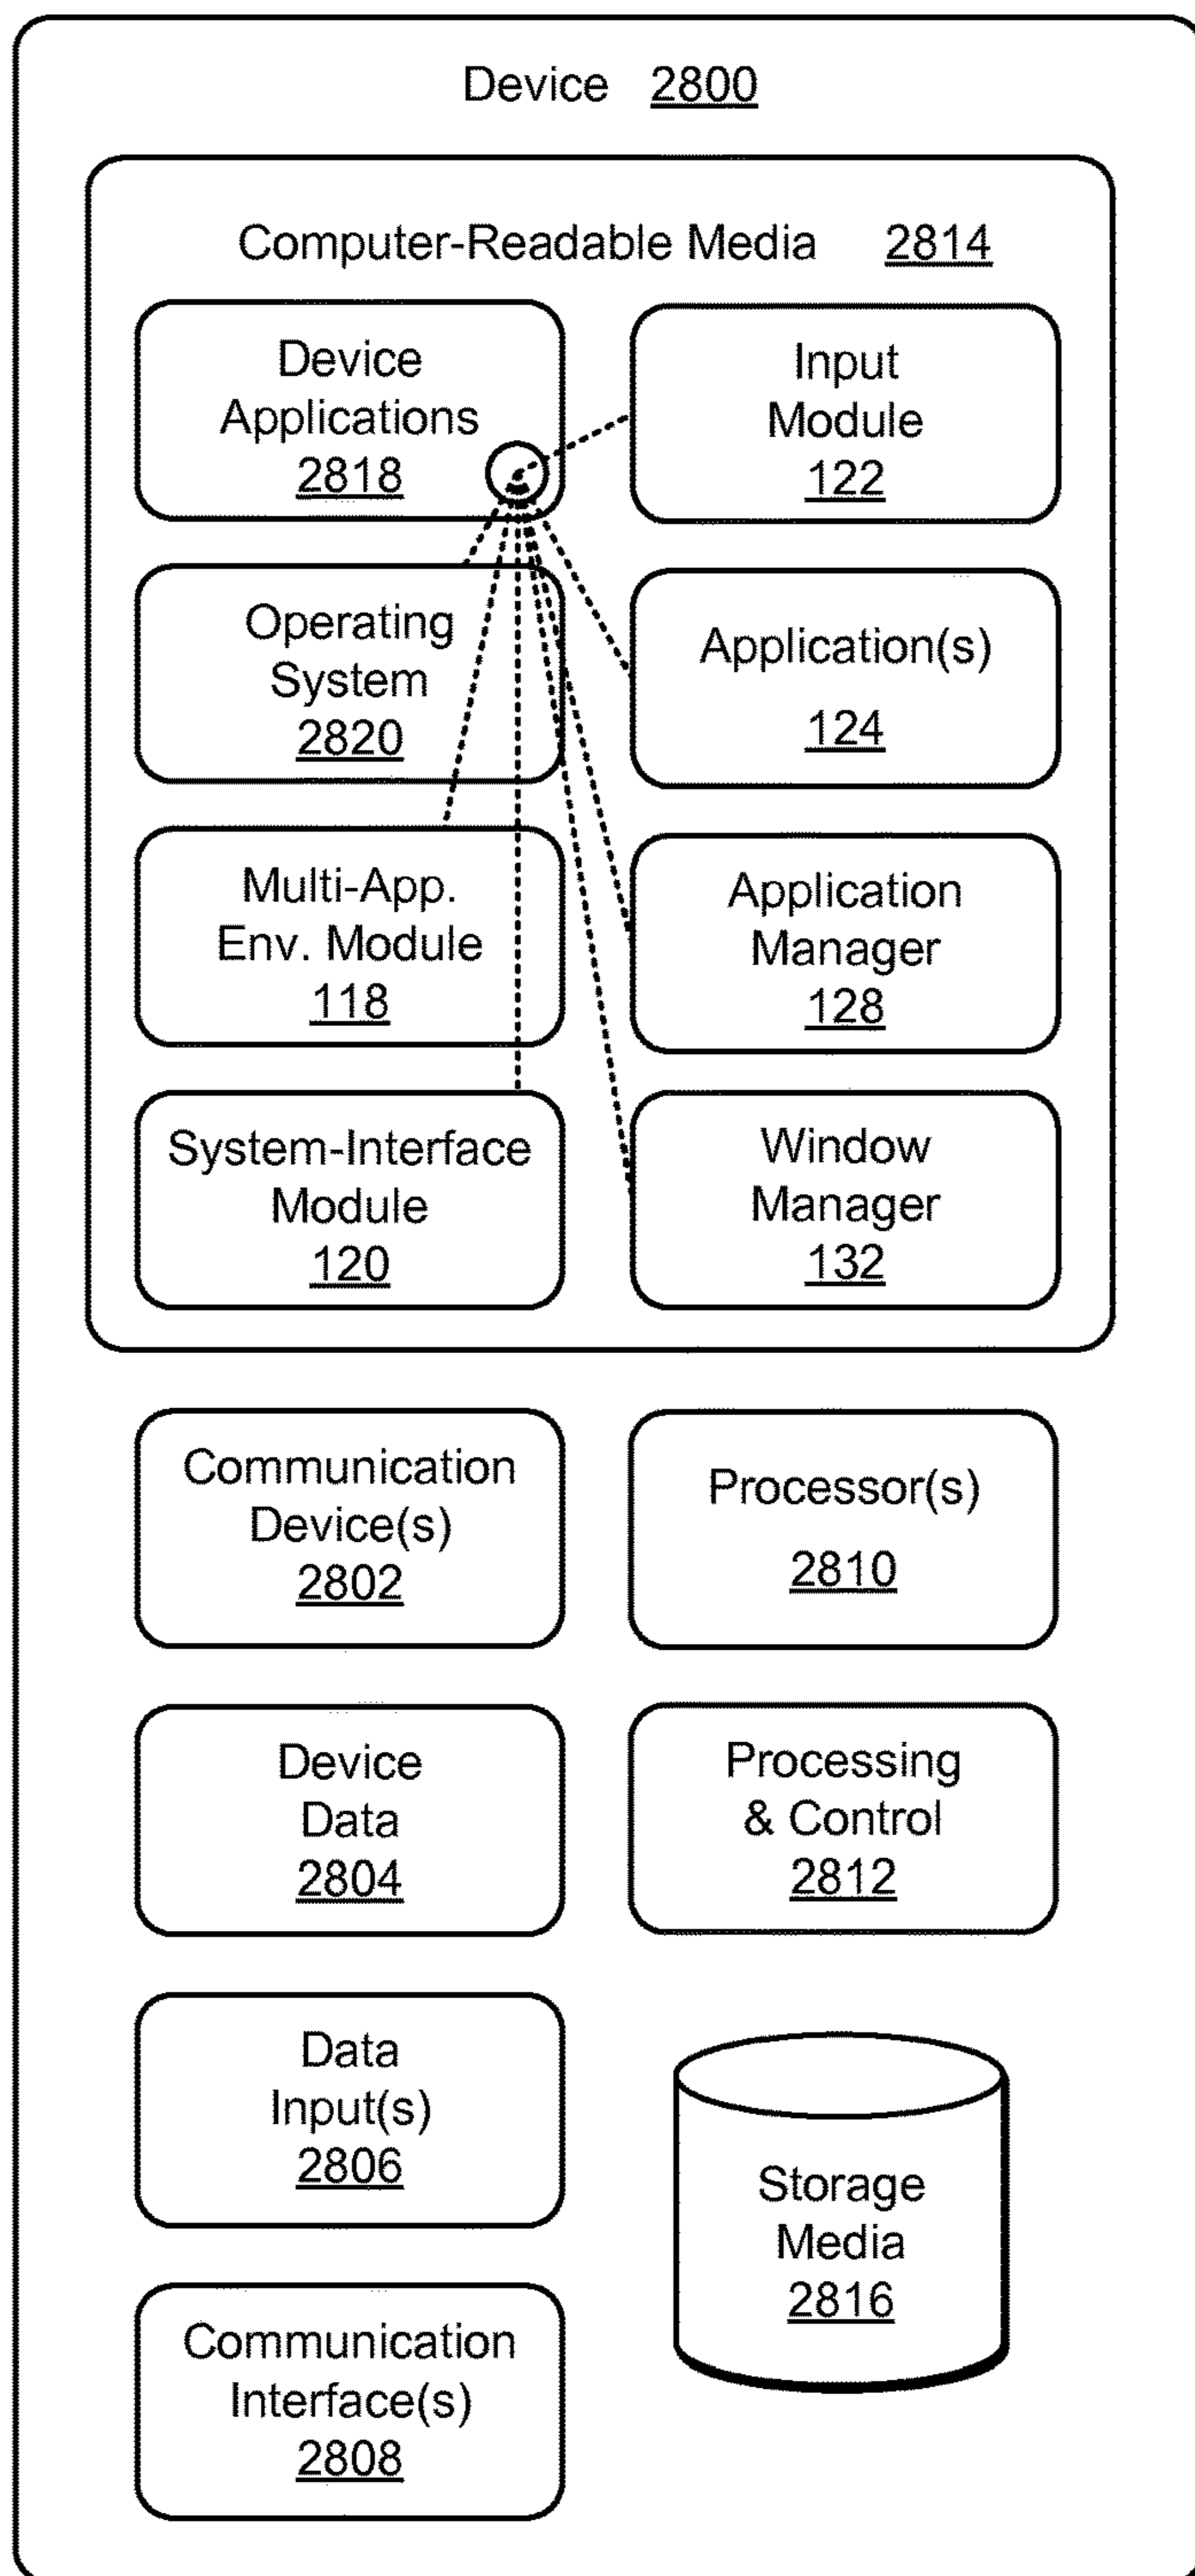 Device 2800
Computer-Readable Media 2814
Device
Applications
2818
Input
Module
122
Operating
System
2820
Application(s)
124
Multi-App.
Env. Module
118
Application
Manager
128
System-Interface
Module
120
Window
Manager
132
Communication
Device(s)
2802
Processor(s)
2810
Device
Data
2804
Processing
& Control
2812
Data
Input(s)
2806
Storage
Media
2816
Communication
Interface(s)
2808